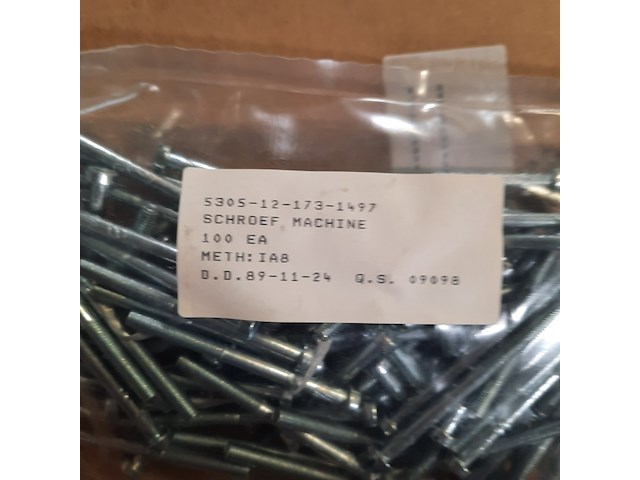 5305-12-173-1497
SCHROEF, MACHINE
100 EA
METH:IA8
D.D.89-11-24 Q.S. 09098